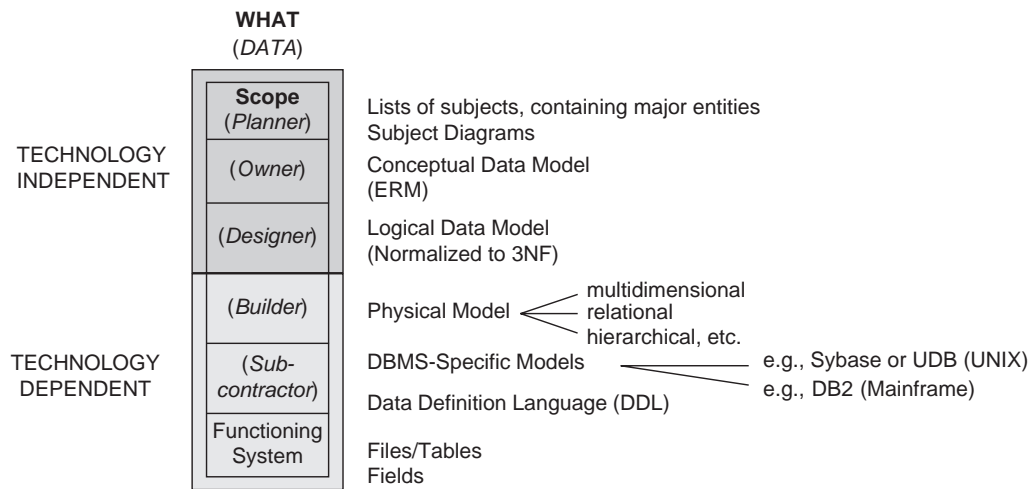 WHAT
(DATA)
Scope
(Planner)
Lists of subjects, containing major entities
Subject Diagrams
TECHNOLOGY
INDEPENDENT
(Owner)
Conceptual Data Model
(ERM)
(Designer)
Logical Data Model
(Normalized to 3NF)
(Builder)
Physical Model
multidimensional
relational
hierarchical, etc.
TECHNOLOGY
DEPENDENT
(Sub-
contractor)
DBMS-Specific Models
e.g., Sybase or UDB (UNIX)
e.g., DB2 (Mainframe)
Data Definition Language (DDL)
Functioning
System
Files/Tables
Fields